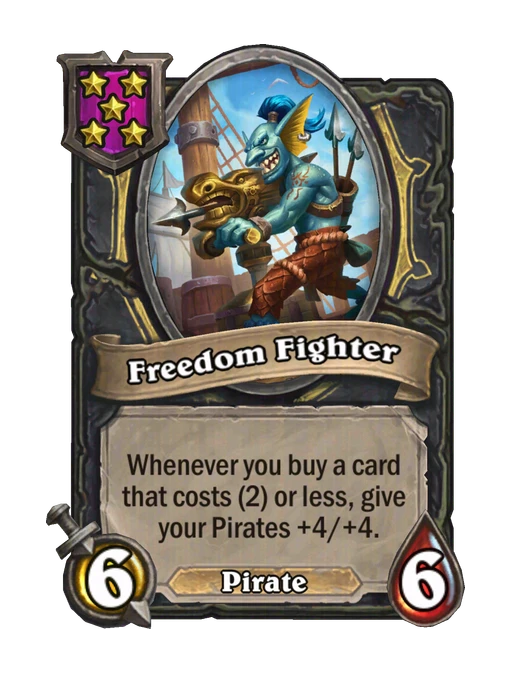 Freedom Fighter
Whenever you buy a card
that costs (2) or less, give
your Pirates +4/+4.
6
Pirate
6